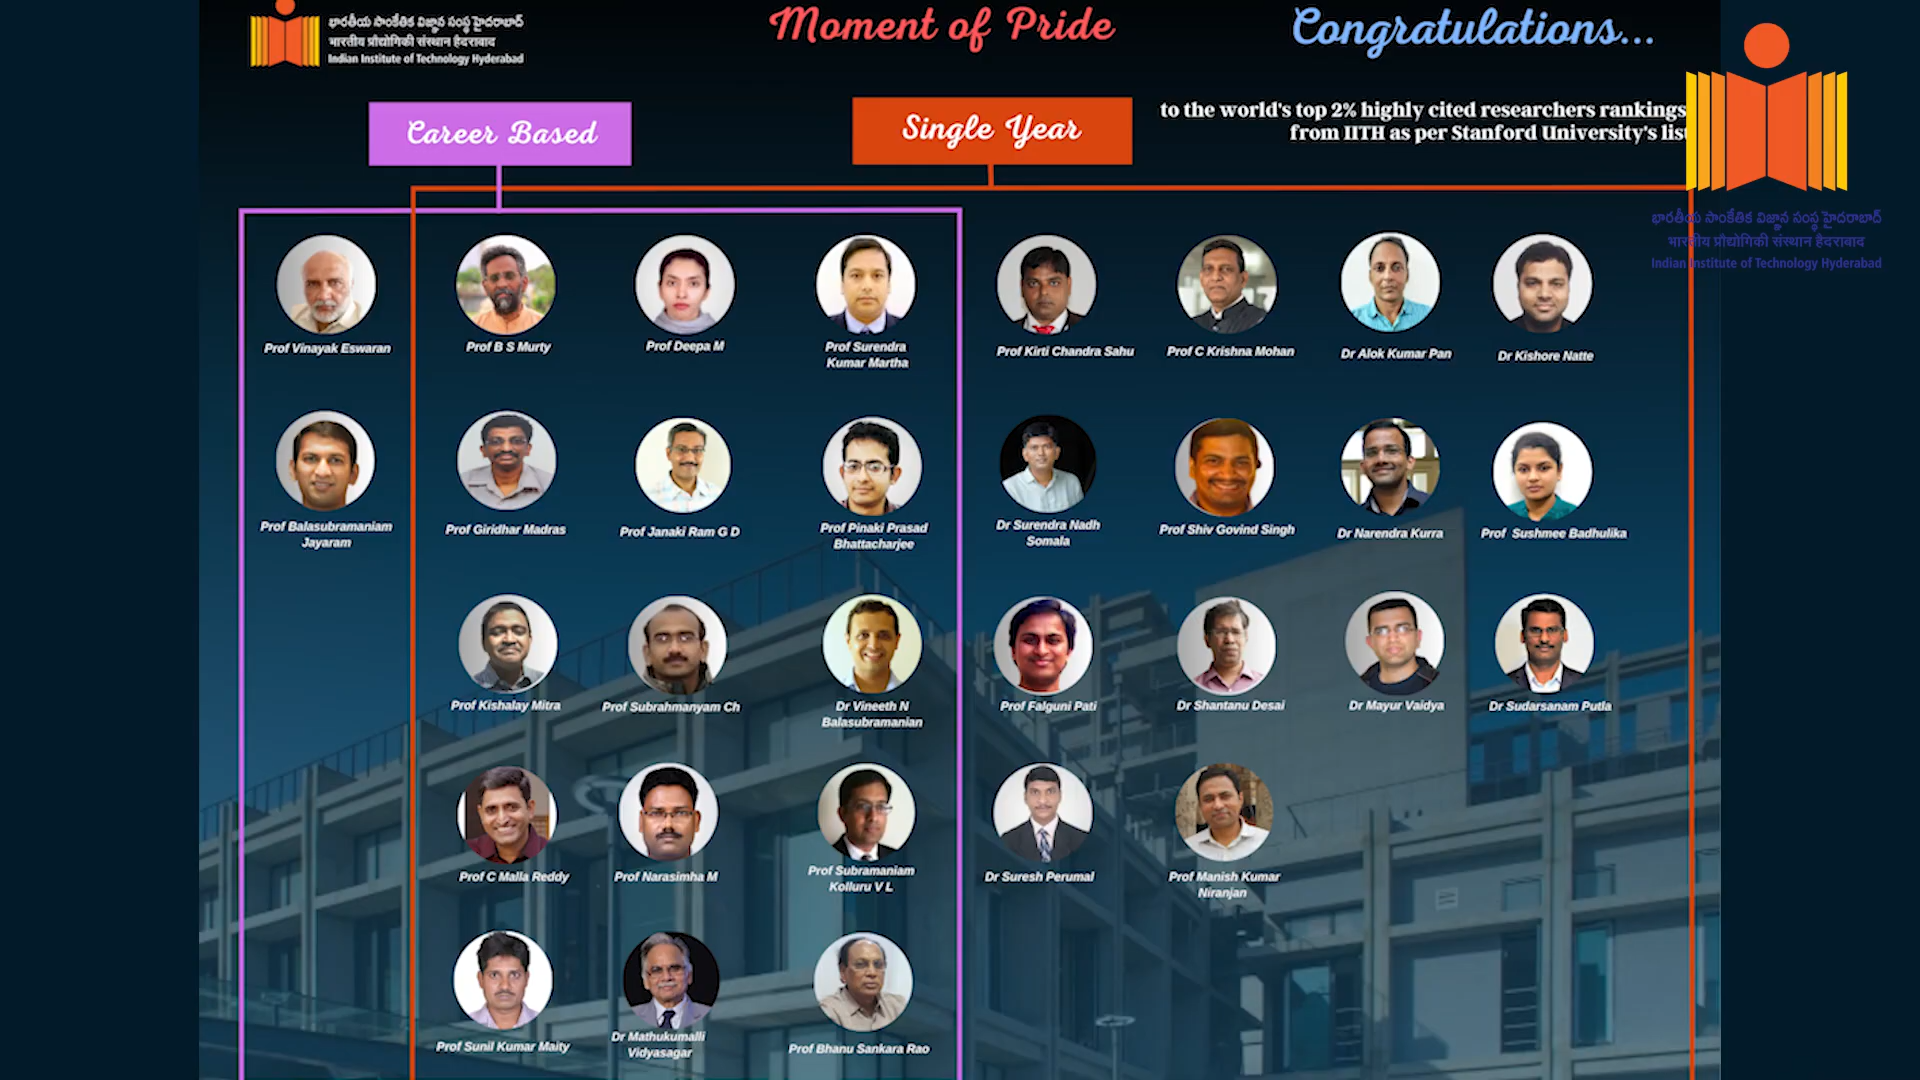 భారతీయ సాంకేతిక విజ్ఞాన సంస్థ హైదరాబాద్
भारतीय प्रौद्योगिकी संस्थान हैदराबाद
Indian Institute of Technology Hyderabad
Moment of Pride
Congratulations...
to the world's top 2% highly cited researchers rankings
from IITH as per Stanford University's list
Career Based
Single Year
భారతీయ సాంకేతిక విజ్ఞాన సంస్థ హైదరాబాద్
भारतीय प्रौद्योगिकी संस्थान हैदराबाद
Indian Institute of Technology Hyderabad
Prof Vinayak Eswaran
Prof B S Murty
Prof Deepa M
Prof Surendra
Kumar Martha
Prof Kirti Chandra Sahu
Prof C Krishna Mohan
Dr Alok Kumar Pan
Dr Kishore Natte
Prof Balasubramaniam
Jayaram
Prof Giridhar Madras
Prof Janaki Ram G D
Prof Pinaki Prasad
Bhattacharjee
Dr Surendra Nadh
Somala
Prof Shiv Govind Singh
Dr Narendra Kurra
Prof Sushmee Badhulika
Prof Kishalay Mitra
Prof Subrahmanyam Ch
Dr Vineeth N
Balasubramanian
Prof Falguni Pati
Dr Shantanu Desai
Dr Mayur Vaidya
Dr Sudarsanam Putla
Prof C Malla Reddy
Prof Narasimha M
Prof Subramaniam
Kolluru V L
Dr Suresh Perumal
Prof Manish Kumar
Niranjan
Prof Sunil Kumar Maity
Dr Mathukumalli
Vidyasagar
Prof Bhanu Sankara Rao